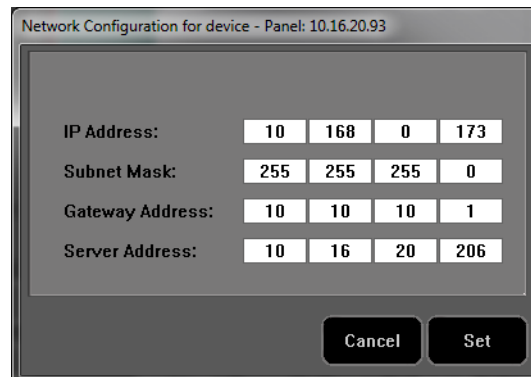 Network Configuration for device - Panel: 10.16.20.93
IP Address: 10 168 0 173
Subnet Mask: 255 255 255 0
Gateway Address: 10 10 10 1
Server Address: 10 16 20 206
Cancel Set